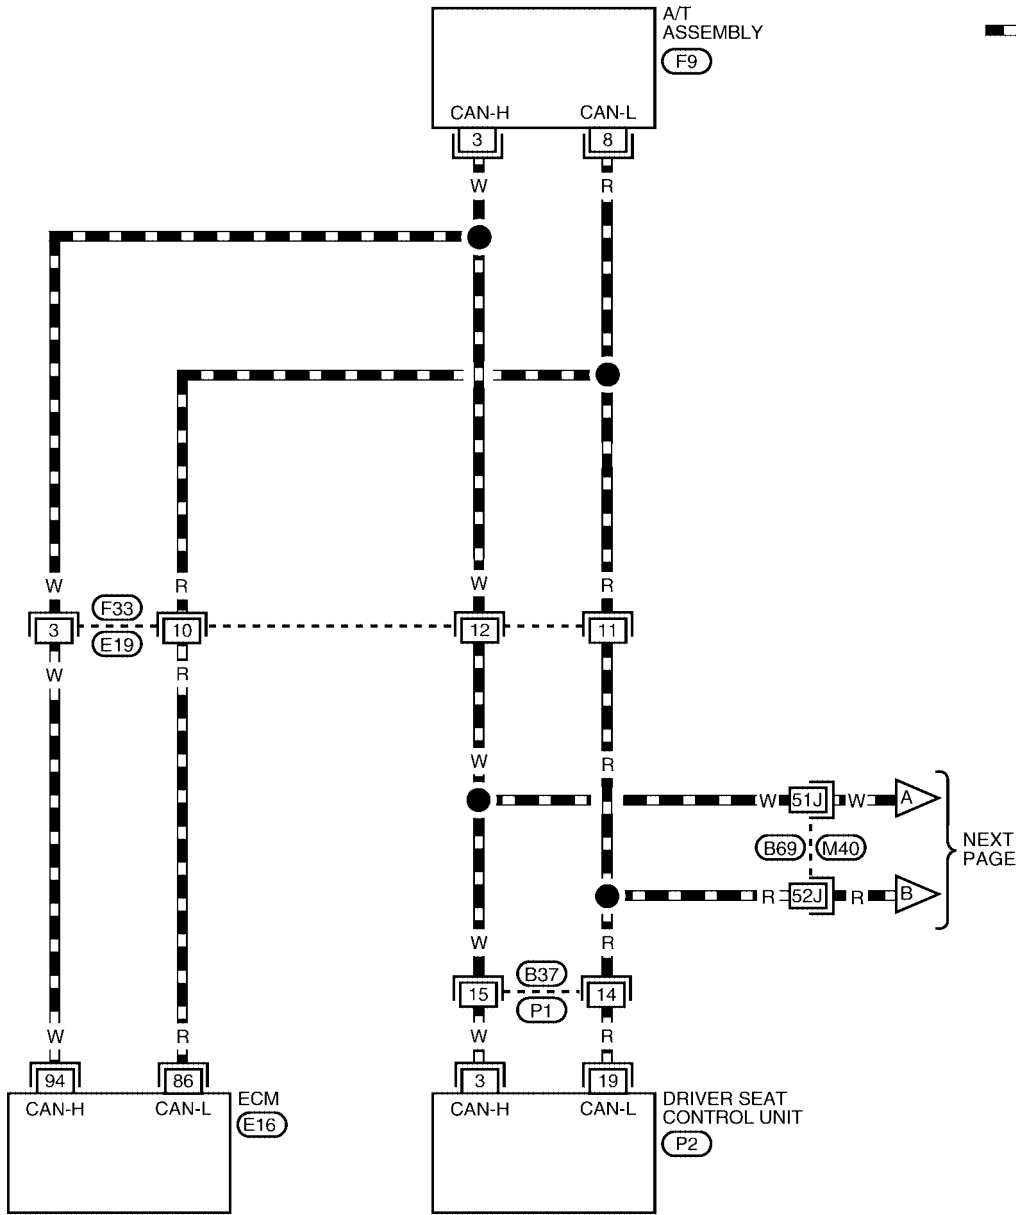 A/T
ASSEMBLY
F9
CAN-H
CAN-L
3
8
W
R
W
R
W
R
3
F33
E19
10
12
11
W
R
W
R
W
51J
W
A
B69
M40
NEXT
PAGE
R
52J
R
B
W
R
15
B37
P1
14
W
R
W
R
94
86
3
19
CAN-H
CAN-L
ECM
E16
CAN-H
CAN-L
DRIVER SEAT
CONTROL UNIT
P2